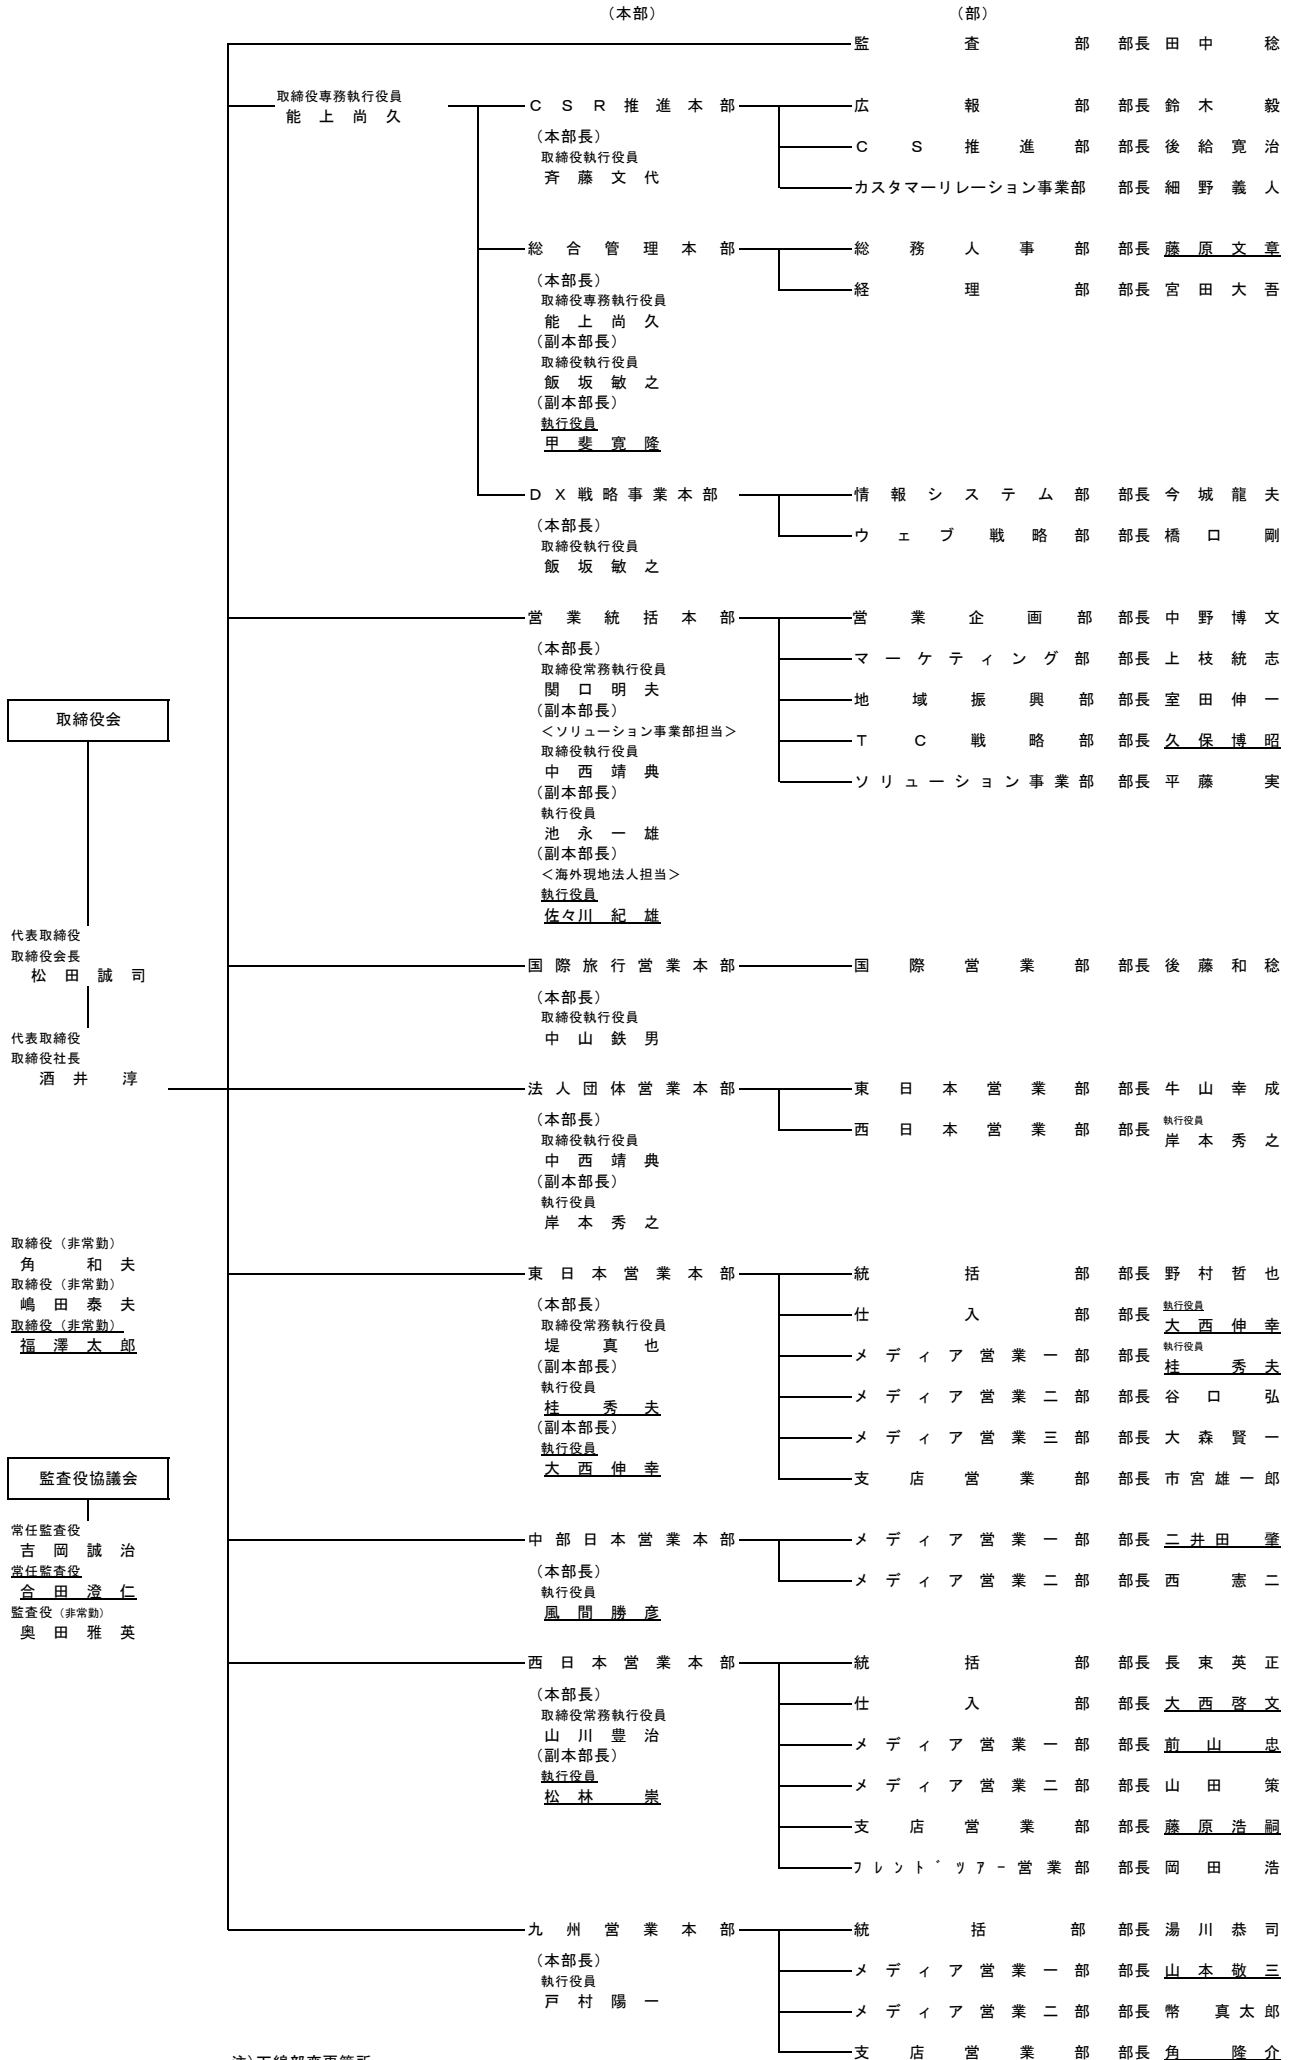 （本部）　（部）
監査部 部長 田中 稔
取締役専務執行役員
能上尚久
ＣＳＲ推進本部
（本部長）
取締役執行役員
斉藤文代
広報部 部長 鈴木 毅
ＣＳ推進部 部長 後給寛治
カスタマーリレーション事業部 部長 細野義人
総合管理本部
（本部長）
取締役専務執行役員
能上尚久
（副本部長）
取締役執行役員
飯坂敏之
（副本部長）
執行役員
甲斐寛隆
総務人事部 部長 藤原文章
経理部 部長 宮田大吾
ＤＸ戦略事業本部
（本部長）
取締役執行役員
飯坂敏之
情報システム部 部長 今城龍夫
ウェブ戦略部 部長 橋口 剛
営業統括本部
（本部長）
取締役常務執行役員
関口明夫
（副本部長）
＜ソリューション事業部担当＞
取締役執行役員
中西靖典
（副本部長）
執行役員
池永一雄
（副本部長）
＜海外現地法人担当＞
執行役員
佐々川 紀雄
営業企画部 部長 中野博文
マーケティング部 部長 上枝統志
地域振興部 部長 室田伸一
ＴＣ戦略部 部長 久保博昭
ソリューション事業部 部長 平藤 実
取締役会
代表取締役
取締役会長
松田誠司
代表取締役
取締役社長
酒井 淳
国際旅行営業本部
（本部長）
取締役執行役員
中山鉄男
国際営業部 部長 後藤和稔
法人団体営業本部
（本部長）
取締役執行役員
中西靖典
（副本部長）
執行役員
岸本秀之
東日本営業部 部長 牛山幸成
西日本営業部 部長 執行役員
岸本秀之
取締役（非常勤）
角 和夫
取締役（非常勤）
嶋田泰夫
取締役（非常勤）
福澤太郎
東日本営業本部
（本部長）
取締役常務執行役員
堤 真也
（副本部長）
執行役員
桂 秀夫
（副本部長）
執行役員
大西伸幸
統括部 部長 野村哲也
仕入部 部長 執行役員
大西伸幸
メディア営業一部 部長 執行役員
桂 秀夫
メディア営業二部 部長 谷口 弘
メディア営業三部 部長 大森賢一
支店営業部 部長 市宮雄一郎
監査役協議会
常任監査役
吉岡誠治
常任監査役
合田澄仁
監査役（非常勤）
奥田雅英
中部日本営業本部
（本部長）
執行役員
風間勝彦
メディア営業一部 部長 二井田 肇
メディア営業二部 部長 西 憲二
西日本営業本部
（本部長）
取締役常務執行役員
山川豊治
（副本部長）
執行役員
松林 崇
統括部 部長 長東英正
仕入部 部長 大西啓文
メディア営業一部 部長 前山 忠
メディア営業二部 部長 山田 策
支店営業部 部長 藤原浩嗣
ﾌﾚﾝﾄﾞﾂｱｰ営業部 部長 岡田 浩
九州営業本部
（本部長）
執行役員
戸村陽一
統括部 部長 湯川恭司
メディア営業一部 部長 山本敬三
メディア営業二部 部長 幣 真太郎
支店営業部 部長 角 隆介